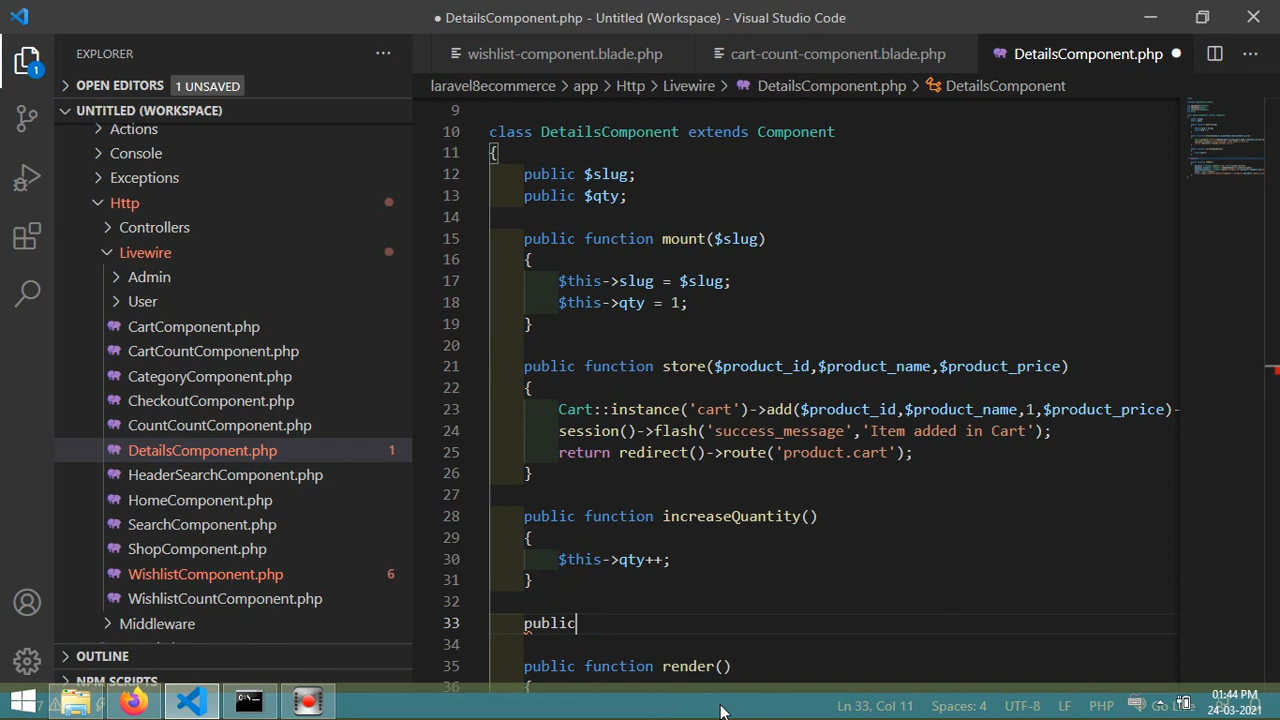 DetailsComponent.php - Untitled (Workspace) - Visual Studio Code
EXPLORER
wishlist-component.blade.php
cart-count-component.blade.php
DetailsComponent.php
OPEN EDITORS
1 UNSAVED
laravel8ecommerce > app > Http > Livewire > DetailsComponent.php > DetailsComponent
UNTITLED (WORKSPACE)
Actions
Console
Exceptions
Http
Controllers
Livewire
Admin
User
CartComponent.php
CartCountComponent.php
CategoryComponent.php
CheckoutComponent.php
CountCountComponent.php
DetailsComponent.php 1
HeaderSearchComponent.php
HomeComponent.php
SearchComponent.php
ShopComponent.php
WishlistComponent.php 6
WishlistCountComponent.php
Middleware
OUTLINE
NPM SCRIPTS
1
9
10 class DetailsComponent extends Component
11 {
12 public $slug;
13 public $qty;
14
15 public function mount($slug)
16 {
17 $this->slug = $slug;
18 $this->qty = 1;
19 }
20
21 public function store($product_id,$product_name,$product_price)
22 {
23 Cart::instance('cart')->add($product_id,$product_name,1,$product_price)-
24 session()->flash('success_message','Item added in Cart');
25 return redirect()->route('product.cart');
26 }
27
28 public function increaseQuantity()
29 {
30 $this->qty++;
31 }
32
33 public
34
35 public function render()
36 {
7
Ln 33, Col 11
Spaces: 4
UTF-8
LF
PHP
Go Live
01:44 PM
24-03-2021